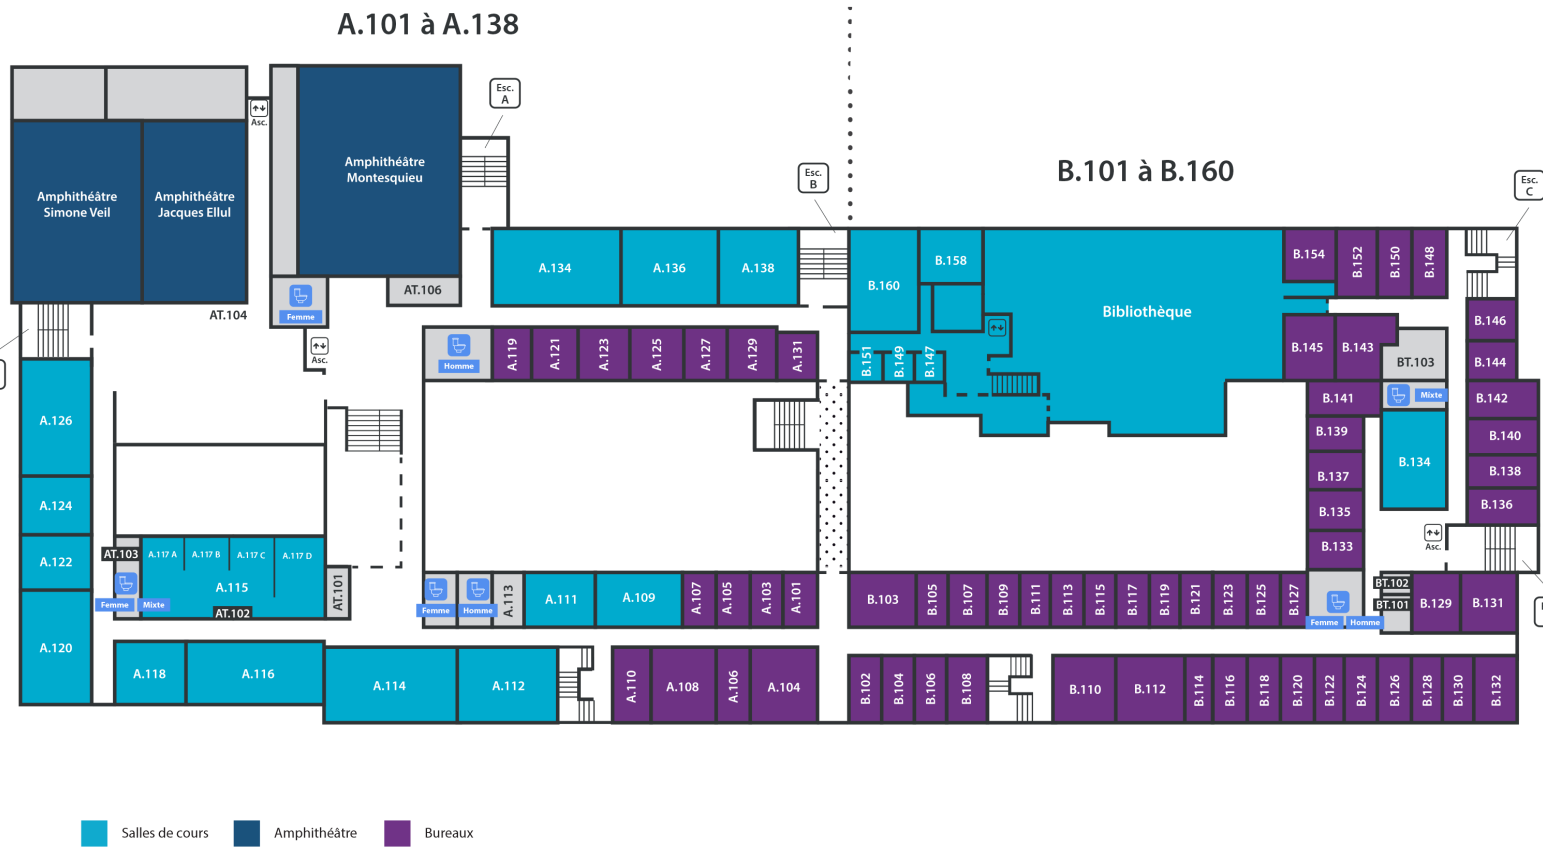 A.101 à A.138
B.101 à B.160
Esc.
A
Esc.
B
Esc.
C
Asc.
Amphithéâtre
Simone Veil
Amphithéâtre
Jacques Ellul
Amphithéâtre
Montesquieu
AT.104
Femme
AT.106
Asc.
A.134
A.136
A.138
B.160
B.158
Bibliothèque
B.154
B.152
B.150
B.148
B.146
B.144
B.145
B.143
BT.103
Homme
A.119
A.121
A.123
A.125
A.127
A.129
A.131
B.151
B.149
B.147
B.141
Mixte
B.142
B.139
B.140
B.137
B.134
B.138
B.135
B.136
B.133
Asc.
A.126
A.124
A.122
A.120
AT.103
A.117 A
A.117 B
A.117 C
A.117 D
A.115
Femme
Mixte
AT.102
AT.101
Femme
Homme
A.113
A.111
A.109
A.107
A.105
A.103
A.101
B.103
B.105
B.107
B.109
B.111
B.113
B.115
B.117
B.119
B.121
B.123
B.125
B.127
Femme
Homme
BT.102
BT.101
B.129
B.131
A.118
A.116
A.114
A.112
A.110
A.108
A.106
A.104
B.102
B.104
B.106
B.108
B.110
B.112
B.114
B.116
B.118
B.120
B.122
B.124
B.126
B.128
B.130
B.132
Salles de cours
Amphithéâtre
Bureaux